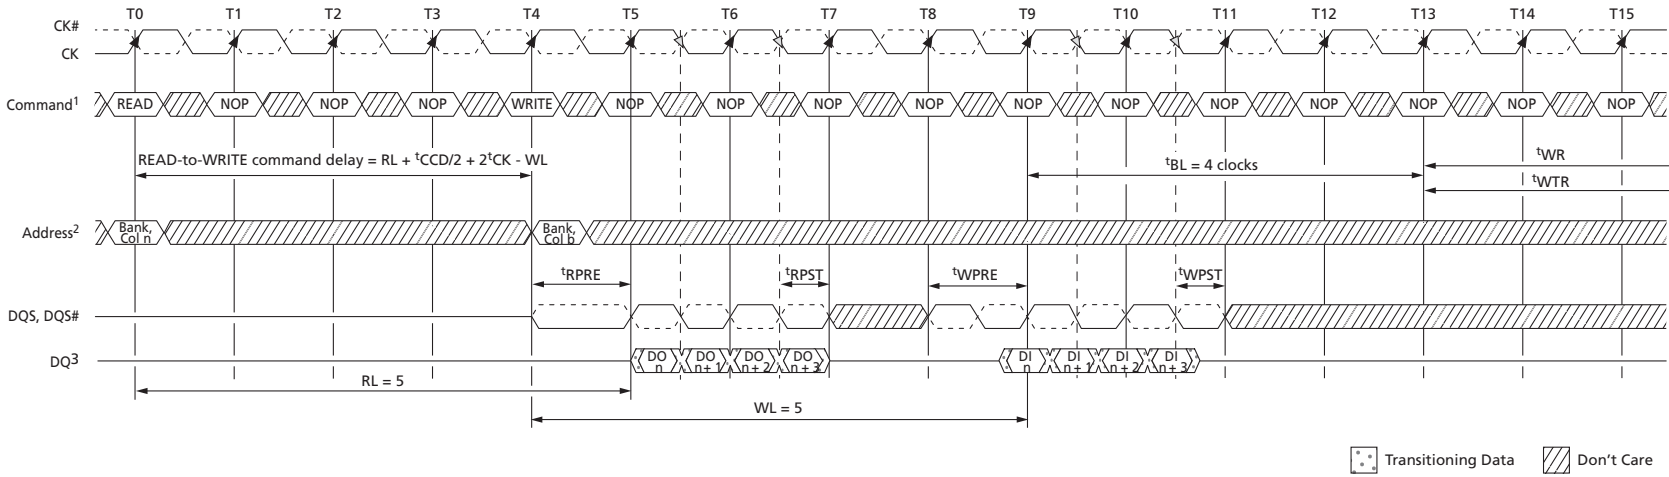 T0 T1 T2 T3 T4 T5 T6 T7 T8 T9 T10 T11 T12 T13 T14 T15
CK#
CK
Command1 READ NOP NOP NOP WRITE NOP NOP NOP NOP NOP NOP NOP NOP NOP NOP NOP
READ-to-WRITE command delay = RL + tCCD/2 + 2tCK - WL
tBL = 4 clocks
tWR
tWTR
Address2 Bank, Col n Bank, Col b
tRPRE tRPST tWPRE tWPST
DQS, DQS#
DQ3 DO n DO n + 1 DO n + 2 DO n + 3 DI n DI n + 1 DI n + 2 DI n + 3
RL = 5
WL = 5
Transitioning Data Don't Care